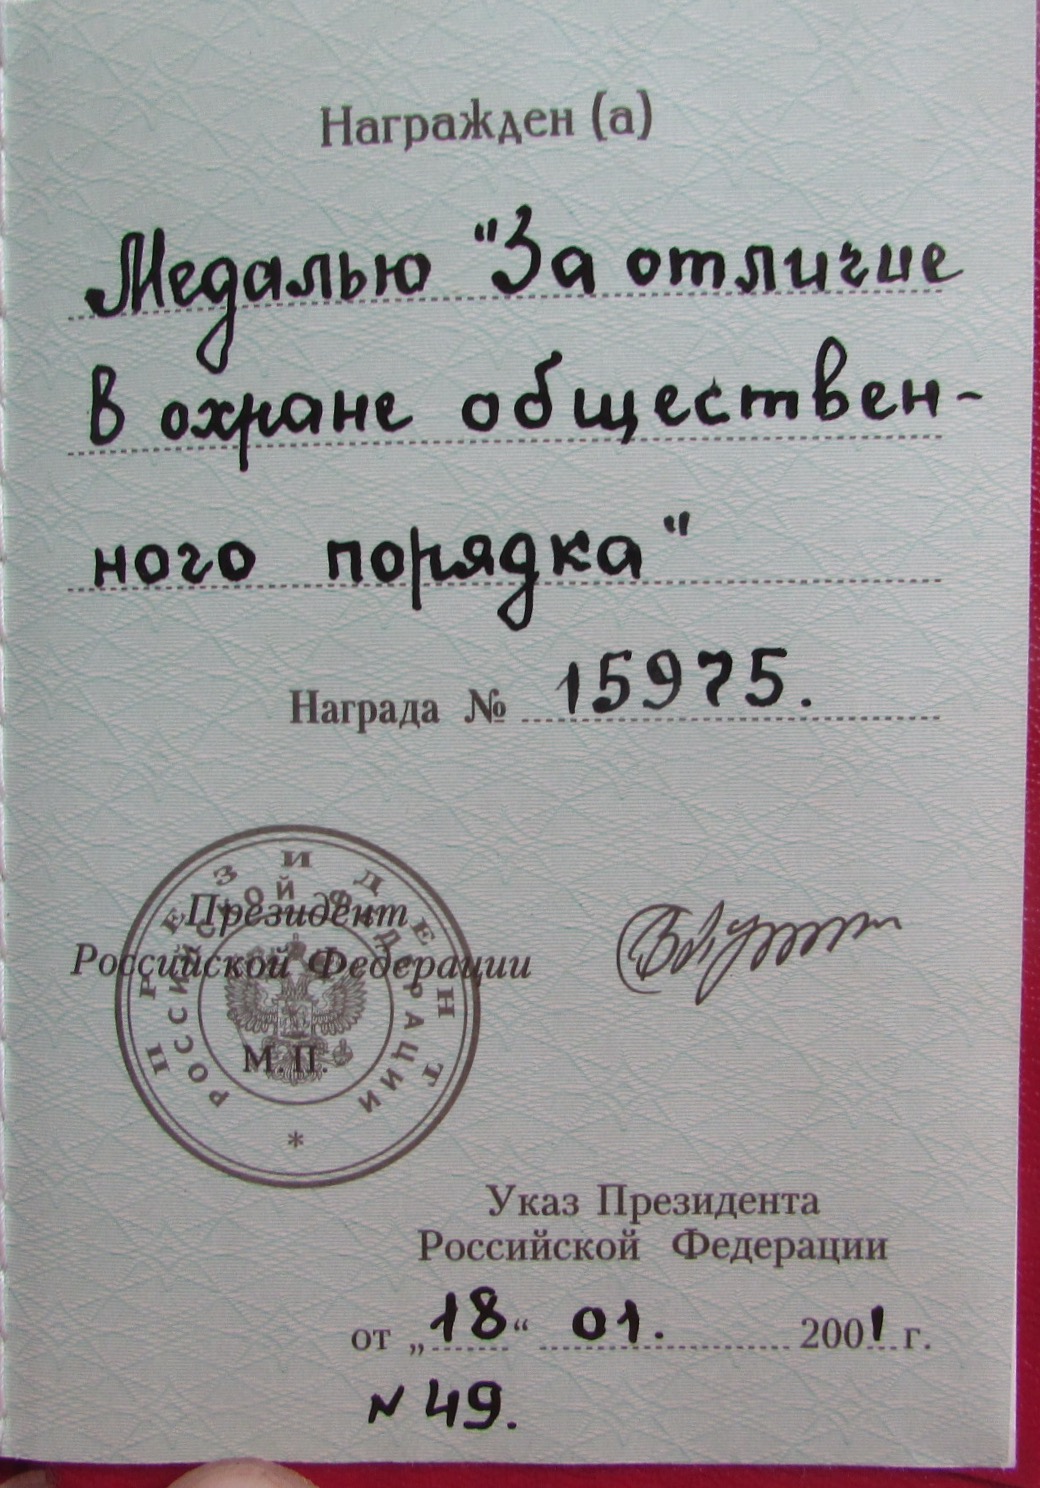 Награжден (а)
Медалью "За отличие
в охране обществен-
ного порядка"
Награда № 15975.
Президент
Российской Федерации
М.П.
ПРЕЗИДЕНТ
РОССИЙСКОЙ ФЕДЕРАЦИИ
*
Указ Президента
Российской Федерации
от „18“ 01. 2001 г.
N 49.